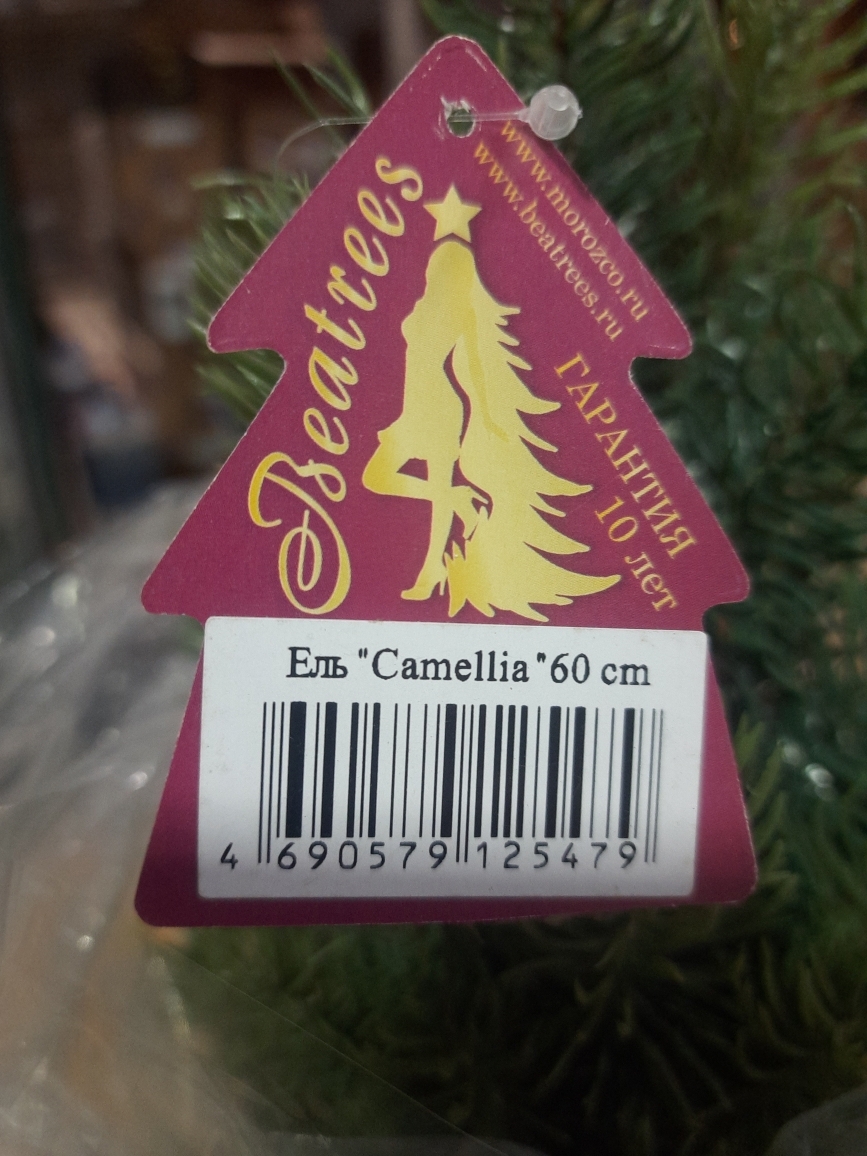 Beatrees
www.morozco.ru
www.beatrees.ru
ГАРАНТИЯ
10 лет
Ель "Camellia"60 cm
4 690579 125479